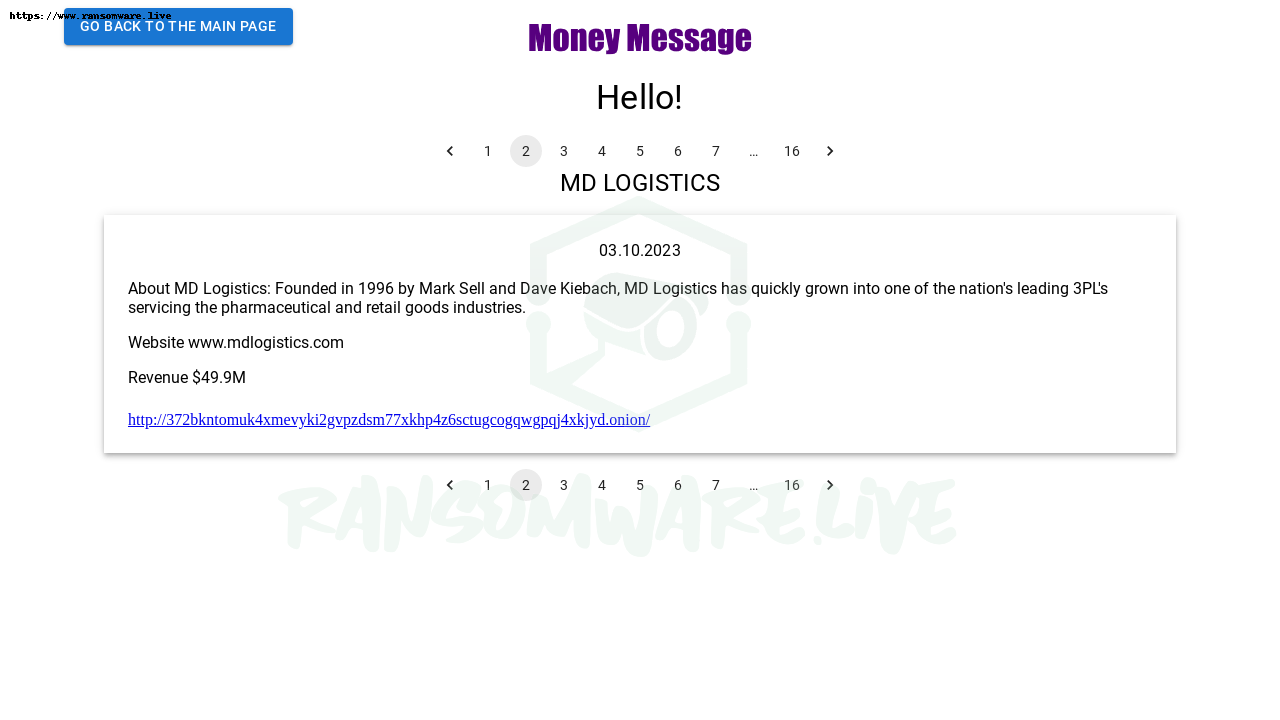 https://www.ransomware.live
GO BACK TO THE MAIN PAGE
Money Message
Hello!
1 2 3 4 5 6 7 … 16
MD LOGISTICS
03.10.2023
About MD Logistics: Founded in 1996 by Mark Sell and Dave Kiebach, MD Logistics has quickly grown into one of the nation's leading 3PL's
servicing the pharmaceutical and retail goods industries.
Website www.mdlogistics.com
Revenue $49.9M
http://372bkntomuk4xmevyki2gvpzdsm77xkhp4z6sctugcogqwgpqj4xkjyd.onion/
1 2 3 4 5 6 7 … 16
RANSOMWARE.LIVE